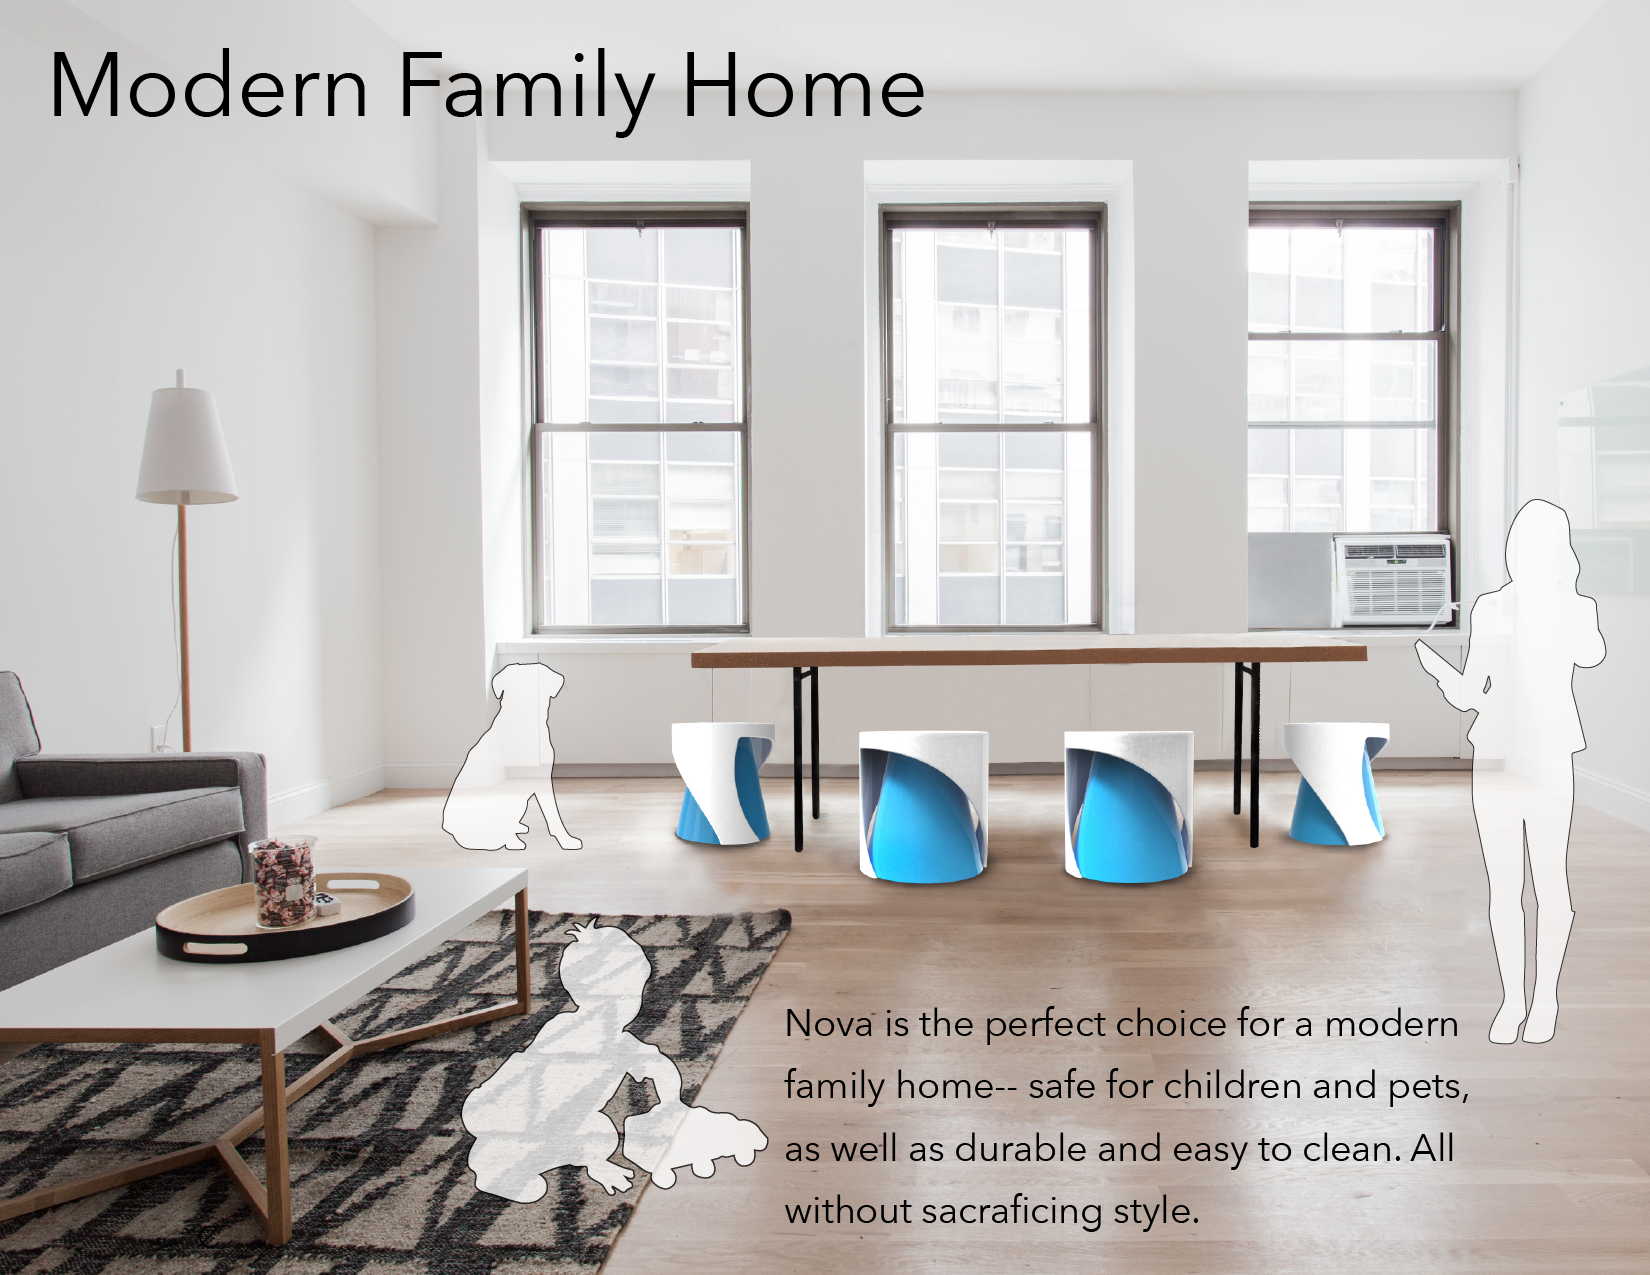 Modern Family Home
Nova is the perfect choice for a modern
family home-- safe for children and pets,
as well as durable and easy to clean. All
without sacraficing style.